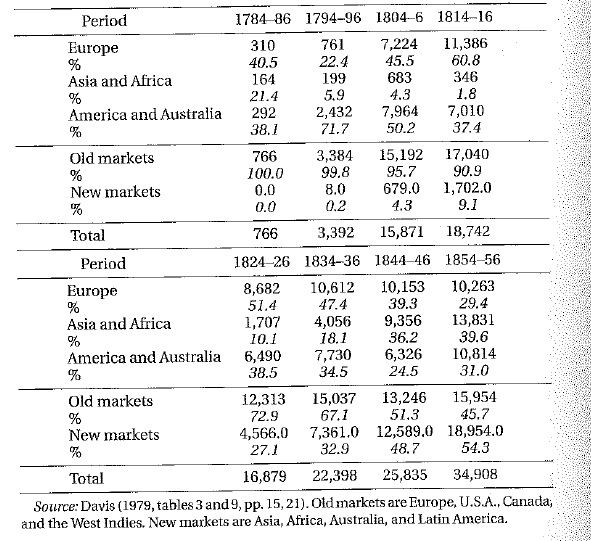 Period 1784–86 1794–96 1804–6 1814–16
Europe 310 761 7,224 11,386
% 40.5 22.4 45.5 60.8
Asia and Africa 164 199 683 346
% 21.4 5.9 4.3 1.8
America and Australia 292 2,432 7,964 7,010
% 38.1 71.7 50.2 37.4
Old markets 766 3,384 15,192 17,040
% 100.0 99.8 95.7 90.9
New markets 0.0 8.0 679.0 1,702.0
% 0.0 0.2 4.3 9.1
Total 766 3,392 15,871 18,742
Period 1824–26 1834–36 1844–46 1854–56
Europe 8,682 10,612 10,153 10,263
% 51.4 47.4 39.3 29.4
Asia and Africa 1,707 4,056 9,356 13,831
% 10.1 18.1 36.2 39.6
America and Australia 6,490 7,730 6,326 10,814
% 38.5 34.5 24.5 31.0
Old markets 12,313 15,037 13,246 15,954
% 72.9 67.1 51.3 45.7
New markets 4,566.0 7,361.0 12,589.0 18,954.0
% 27.1 32.9 48.7 54.3
Total 16,879 22,398 25,835 34,908
Source: Davis (1979, tables 3 and 9, pp. 15, 21). Old markets are Europe, U.S.A., Canada,
and the West Indies. New markets are Asia, Africa, Australia, and Latin America.